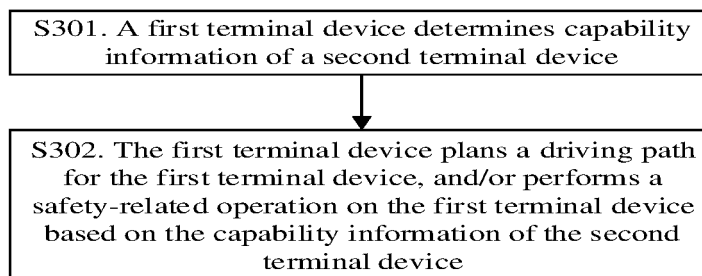 S301. A first terminal device determines capability
information of a second terminal device
S302. The first terminal device plans a driving path
for the first terminal device, and/or performs a
safety-related operation on the first terminal device
based on the capability information of the second
terminal device